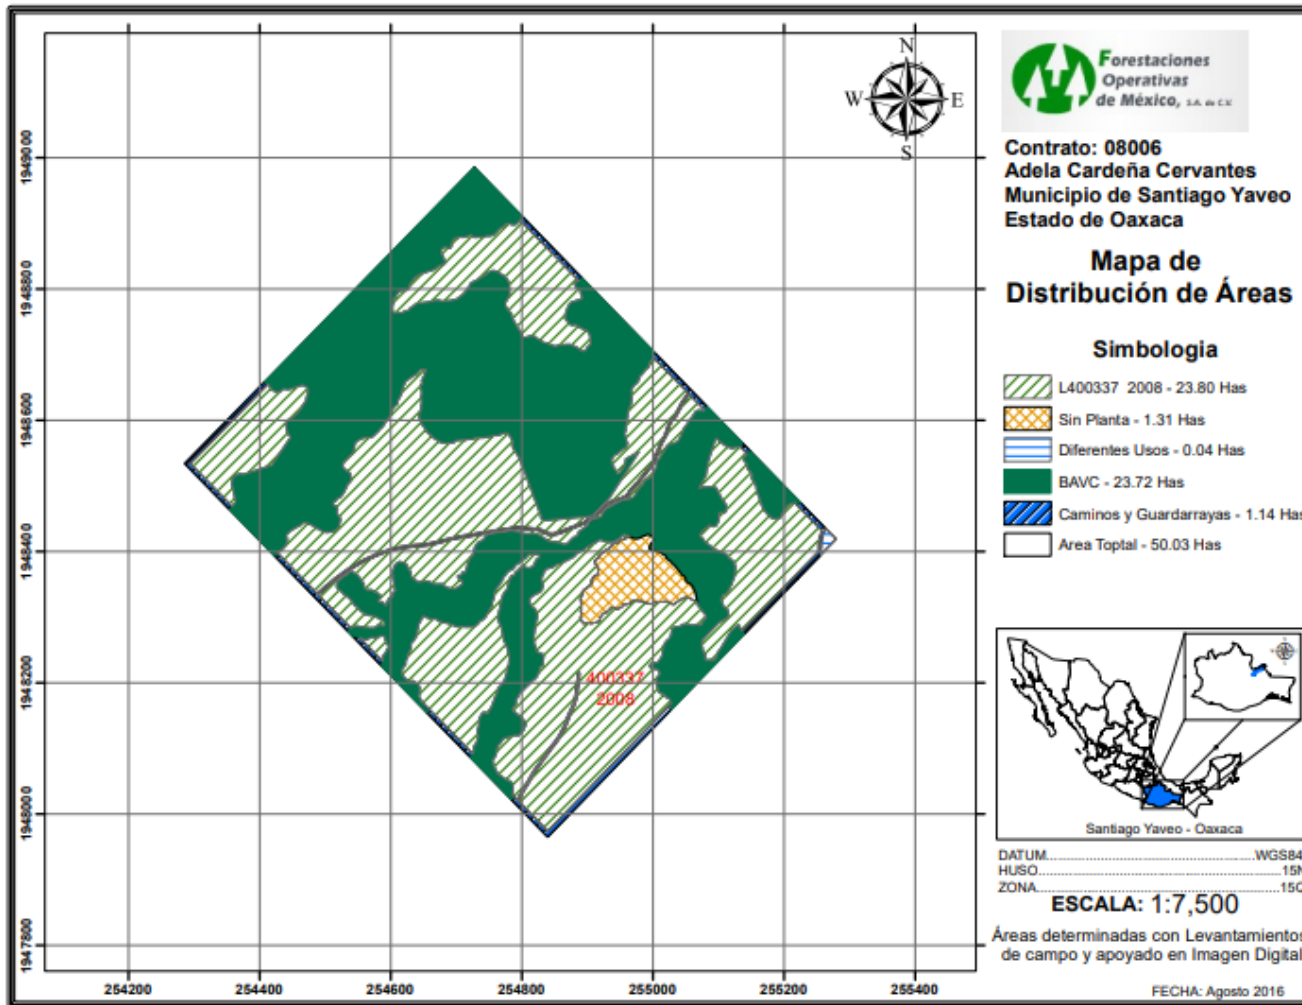 N
W
E
S
Forestaciones
Operativas
de México, S.A. de C.V.
Contrato: 08006
Adela Cardeña Cervantes
Municipio de Santiago Yaveo
Estado de Oaxaca
Mapa de
Distribución de Áreas
Simbologia
L400337 2008 - 23.80 Has
Sin Planta - 1.31 Has
Diferentes Usos - 0.04 Has
BAVC - 23.72 Has
Caminos y Guardarrayas - 1.14 Has
Area Toptal - 50.03 Has
400337
2008
Santiago Yaveo - Oaxaca
DATUM WGS84
HUSO 15N
ZONA 15Q
ESCALA: 1:7,500
Áreas determinadas con Levantamientos
de campo y apoyado en Imagen Digital
FECHA: Agosto 2016
1949000
1948800
1948600
1948400
1948200
1948000
1947800
254200
254400
254600
254800
255000
255200
255400